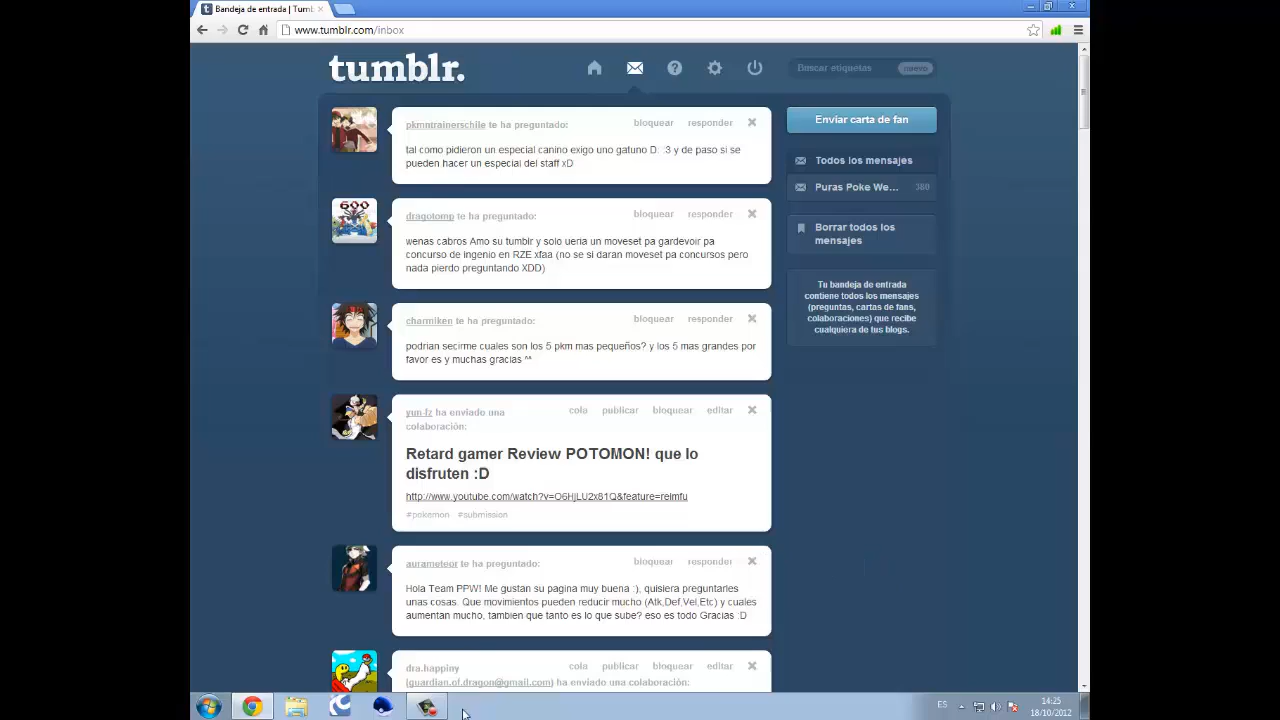 Bandeja de entrada | Tumb
www.tumblr.com/inbox
tumblr.
Buscar etiquetas
nuevo
pkmntrainerschile te ha preguntado:
bloquear responder
tal como pidieron un especial canino exigo uno gatuno D: :3 y de paso si se
pueden hacer un especial del staff xD
dragotomp te ha preguntado:
bloquear responder
wenas cabros Amo su tumblr y solo ueria un moveset pa gardevoir pa
concurso de ingenio en RZE xfaa (no se si daran moveset pa concursos pero
nada pierdo preguntando XDD)
600
charmiken te ha preguntado:
bloquear responder
podrian secirme cuales son los 5 pkm mas pequeños? y los 5 mas grandes por
favor es y muchas gracias ^^
yun-fz ha enviado una
colaboración:
cola publicar bloquear editar
Retard gamer Review POTOMON! que lo
disfruten :D
http://www.youtube.com/watch?v=O6HjLU2x81Q&feature=relmfu
#pokemon #submission
aurameteor te ha preguntado:
bloquear responder
Hola Team PPW! Me gustan su pagina muy buena :), quisiera preguntarles
unas cosas. Que movimientos pueden reducir mucho (Atk,Def,Vel,Etc) y cuales
aumentan mucho, tambien que tanto es lo que sube? eso es todo Gracias :D
dra.happiny
(guardian.of.dragon@gmail.com) ha enviado una colaboración:
cola publicar bloquear editar
Enviar carta de fan
Todos los mensajes
Puras Poke We... 380
Borrar todos los
mensajes
Tu bandeja de entrada
contiene todos los mensajes
(preguntas, cartas de fans,
colaboraciones) que recibe
cualquiera de tus blogs.
ES
14:25
18/10/2012